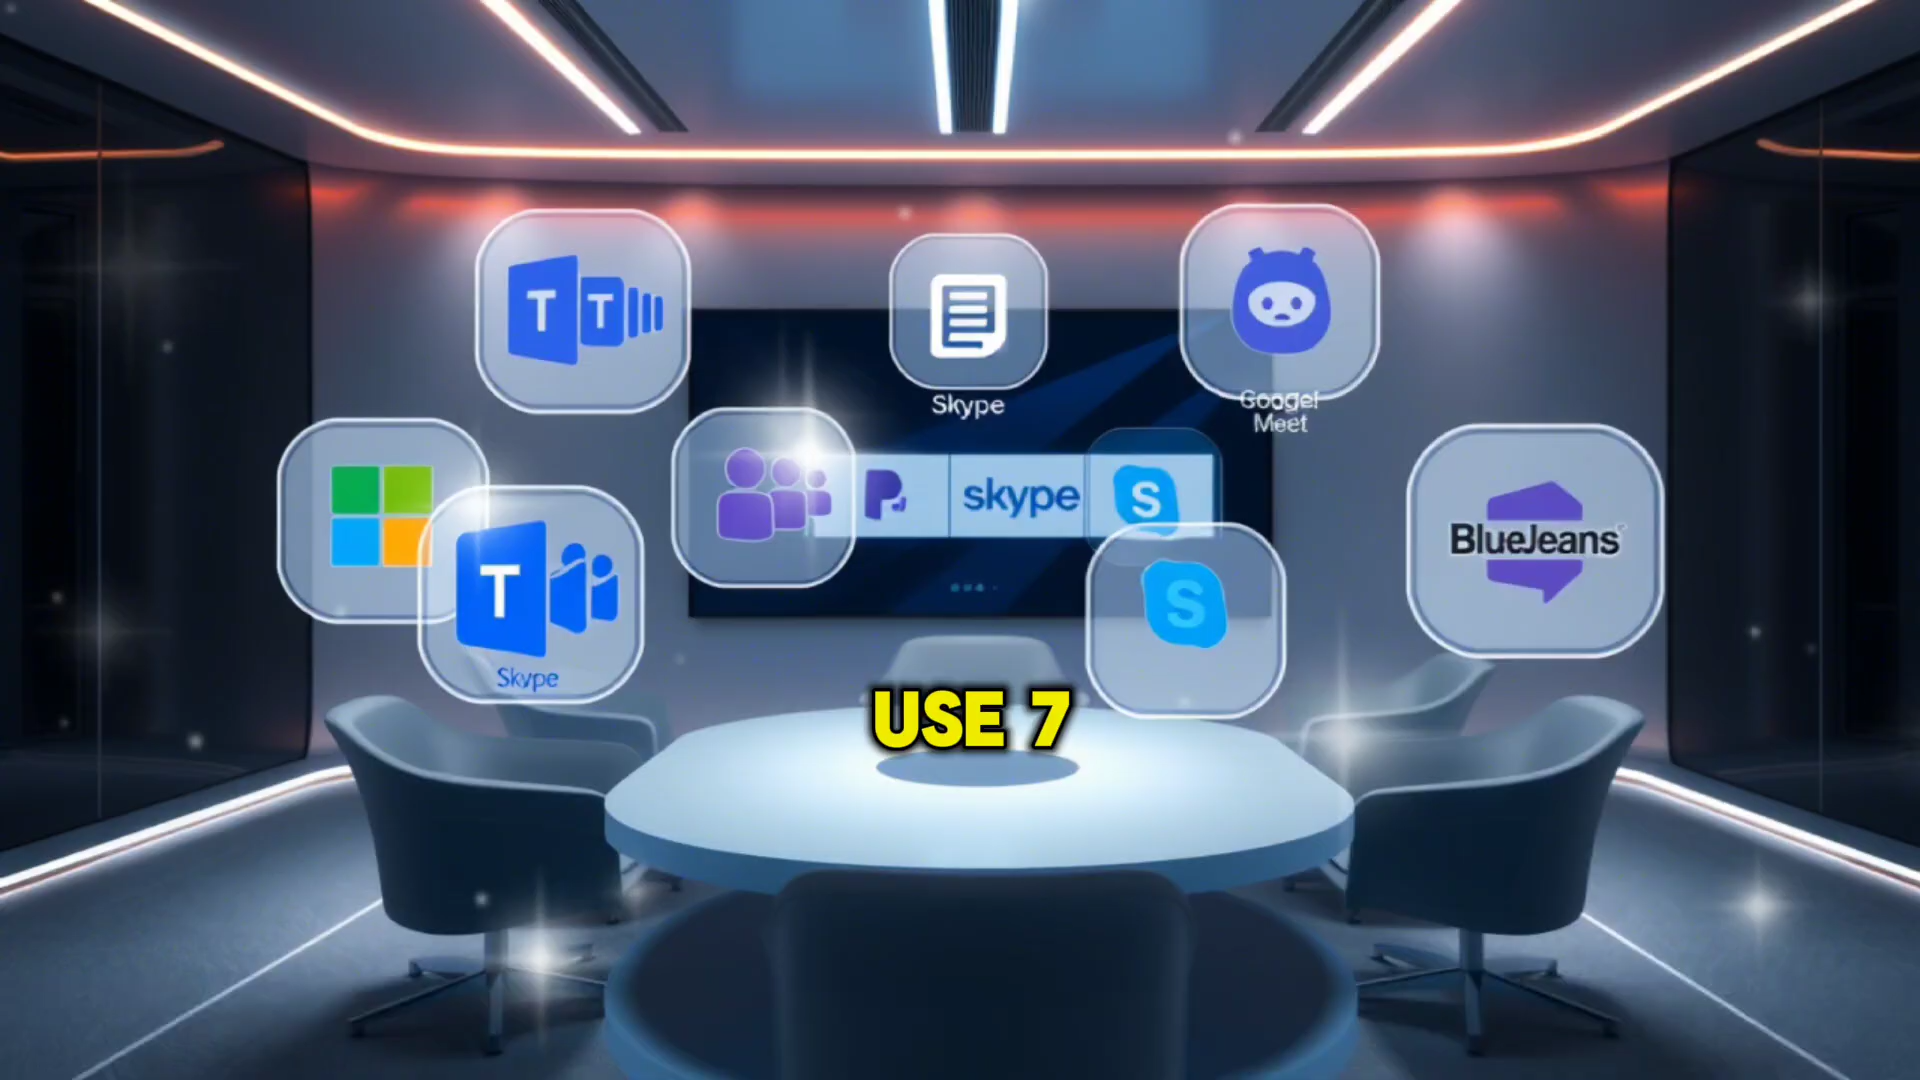 T T
Skype
Googel
Meet
skype S
BlueJeans
T
S
Skype
USE 7